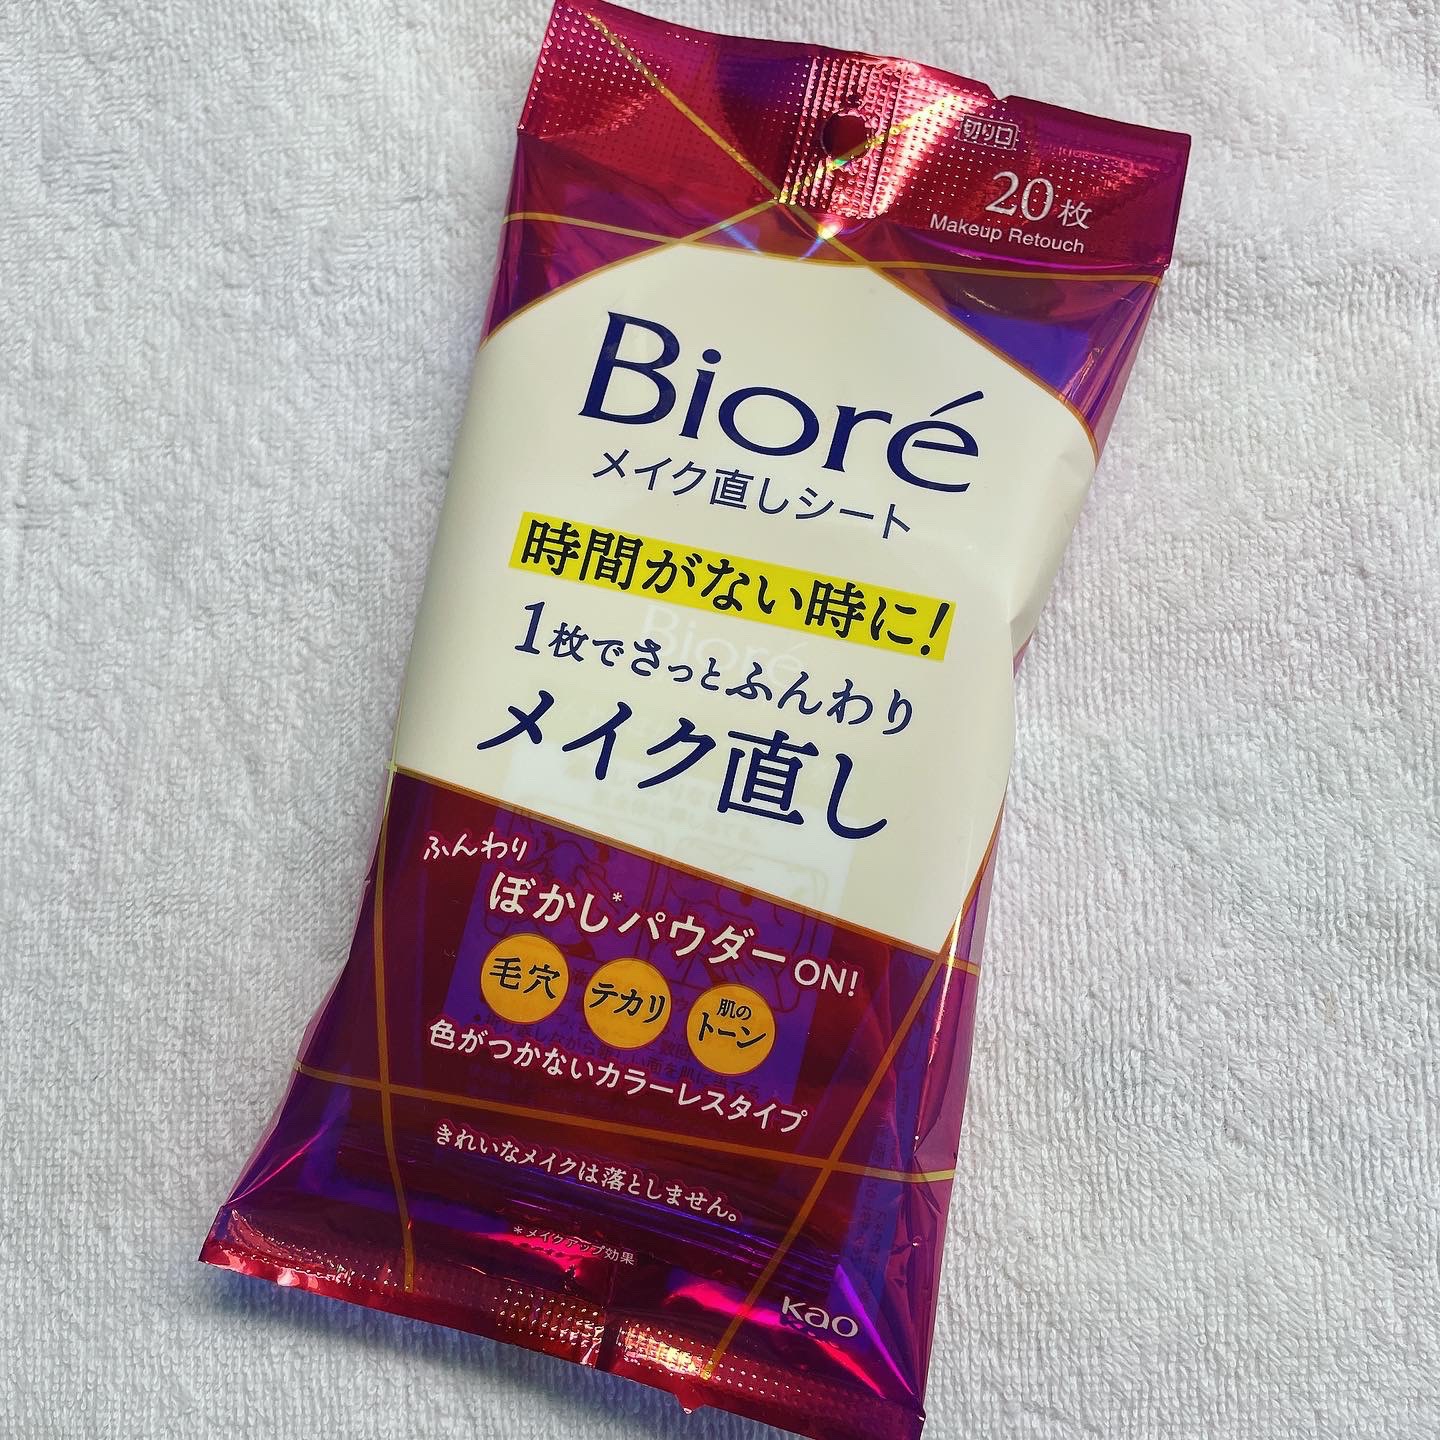 切り口
20枚
Makeup Retouch
Bioré
メイク直しシート
時間がない時に!
1枚でさっとふんわり
メイク直し
ふんわり
ぼかし*パウダーON!
毛穴 テカリ 肌のトーン
色がつかないカラーレスタイプ
きれいなメイクは落としません。
*メイクアップ効果
Kao